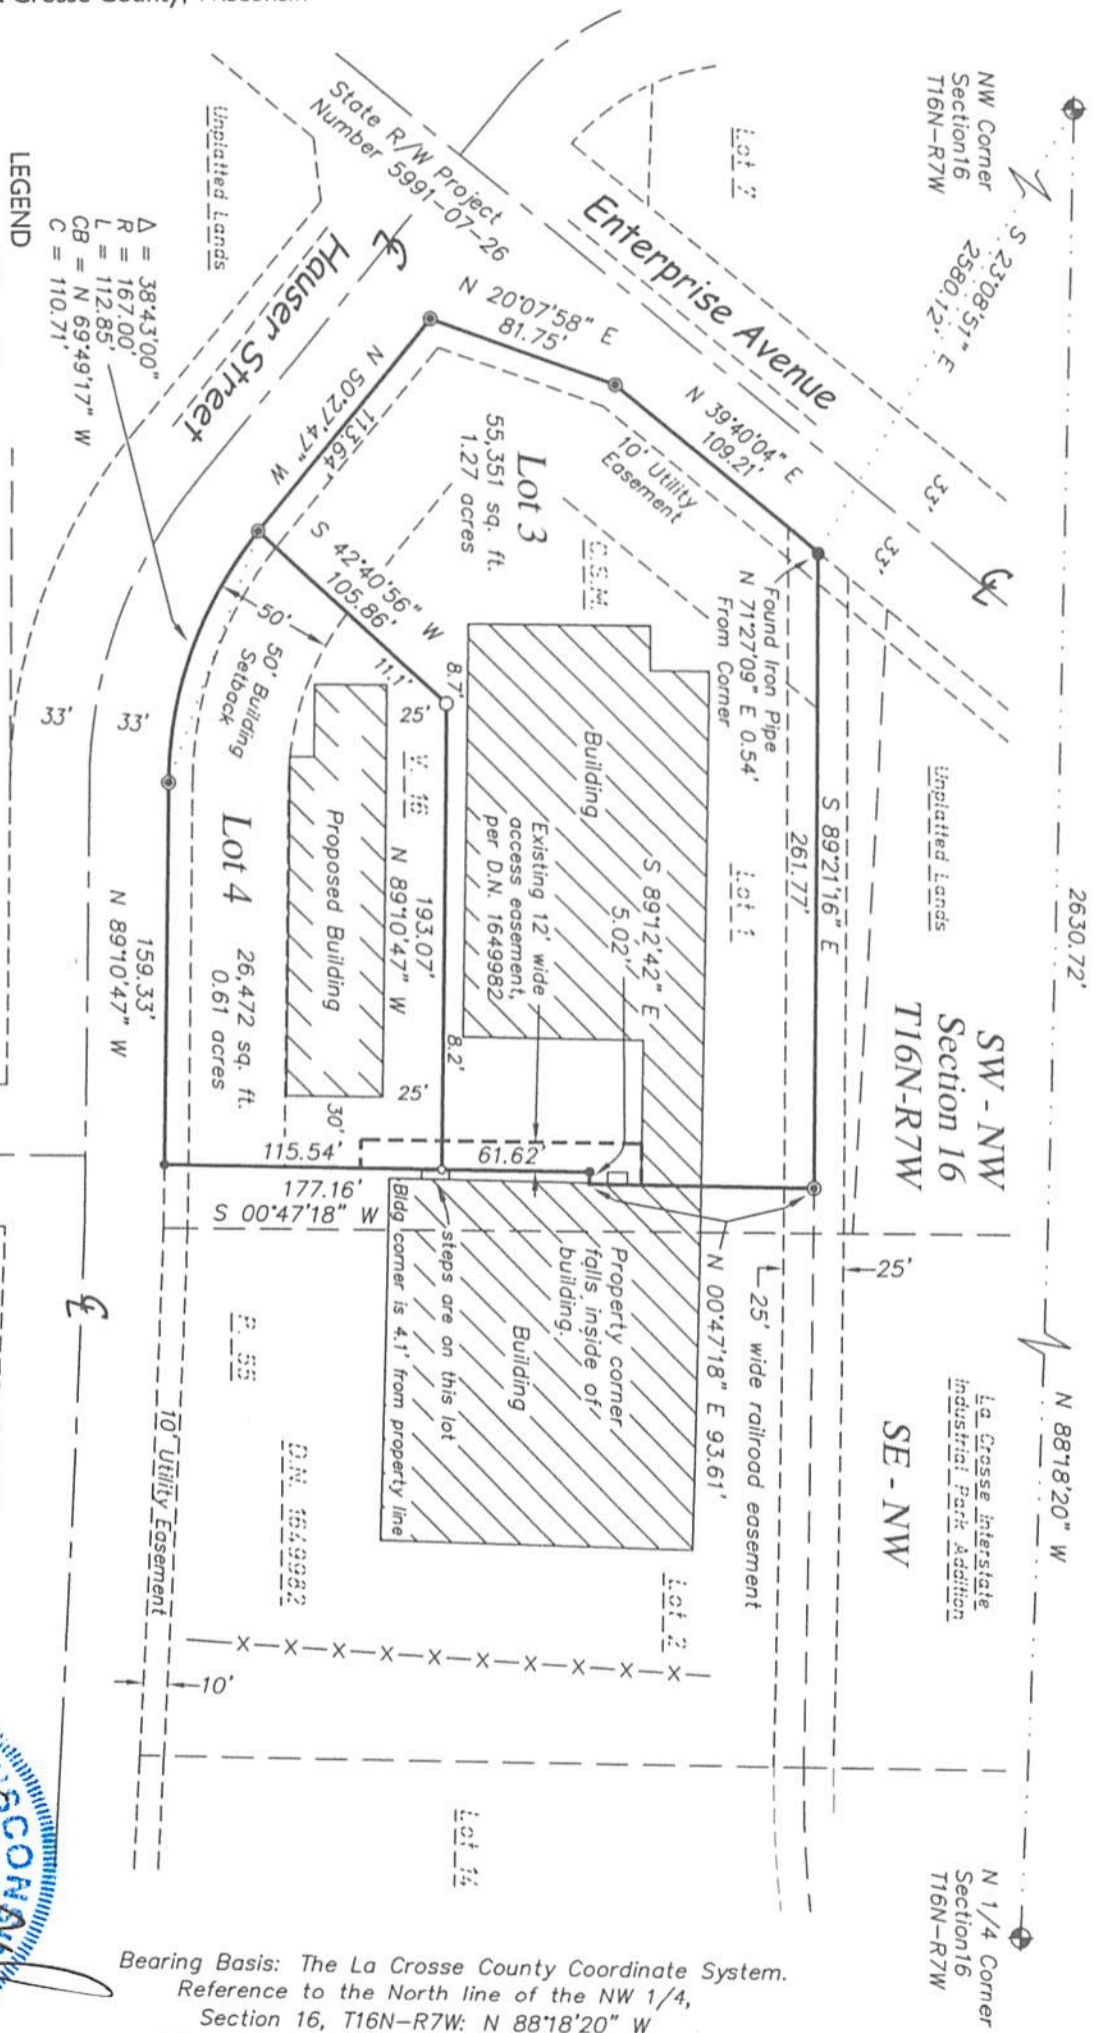 La Crosse County, Wisconsin
NW Corner
Section16
T16N-R7W
S 23°08'51" E
2580.12'
2630.72'
N 88°18'20" W
N 1/4 Corner
Section16
T16N-R7W
SW - NW
Section 16
T16N-R7W
La Crosse Interstate
Industrial Park Addition
SE - NW
Unplatted Lands
Lot 7
Enterprise Avenue
33'
33'
State R/W Project
Number 5991-07-26
N 20°07'58" E
81.75'
N 39°40'04" E
109.21'
10' Utility
Easement
Found Iron Pipe
N 71°27'09" E 0.54'
From Corner
S 89°21'16" E
261.77'
25'
25' wide railroad easement
N 00°47'18" E 93.61'
Lot 1
Lot 2
Lot 3
55,351 sq. ft.
1.27 acres
C.S.M.
Building
S 89°12'42" E
5.02'
Existing 12' wide
access easement,
per D.N. 1649982
Property corner
falls inside of
building.
Building
steps are on this lot
Bldg corner is 4.1' from property line
61.62'
115.54'
177.16'
S 00°47'18" W
8.7'
8.2'
11.1'
25'
25'
V. 16
193.07'
N 89°10'47" W
S 42°40'56" W
105.86'
N 50°27'47" W
113.64'
50'
50' Building
Setback
Proposed Building
30'
Lot 4
26,472 sq. ft.
0.61 acres
P. 55
D.N. 1649982
10' Utility Easement
10'
Lot 14
159.33'
N 89°10'47" W
33'
33'
Hauser Street
Unplatted Lands
Δ = 38°43'00"
R = 167.00'
L = 112.85'
CB = N 69°49'17" W
C = 110.71'
LEGEND
Bearing Basis: The La Crosse County Coordinate System.
Reference to the North line of the NW 1/4,
Section 16, T16N-R7W: N 88°18'20" W